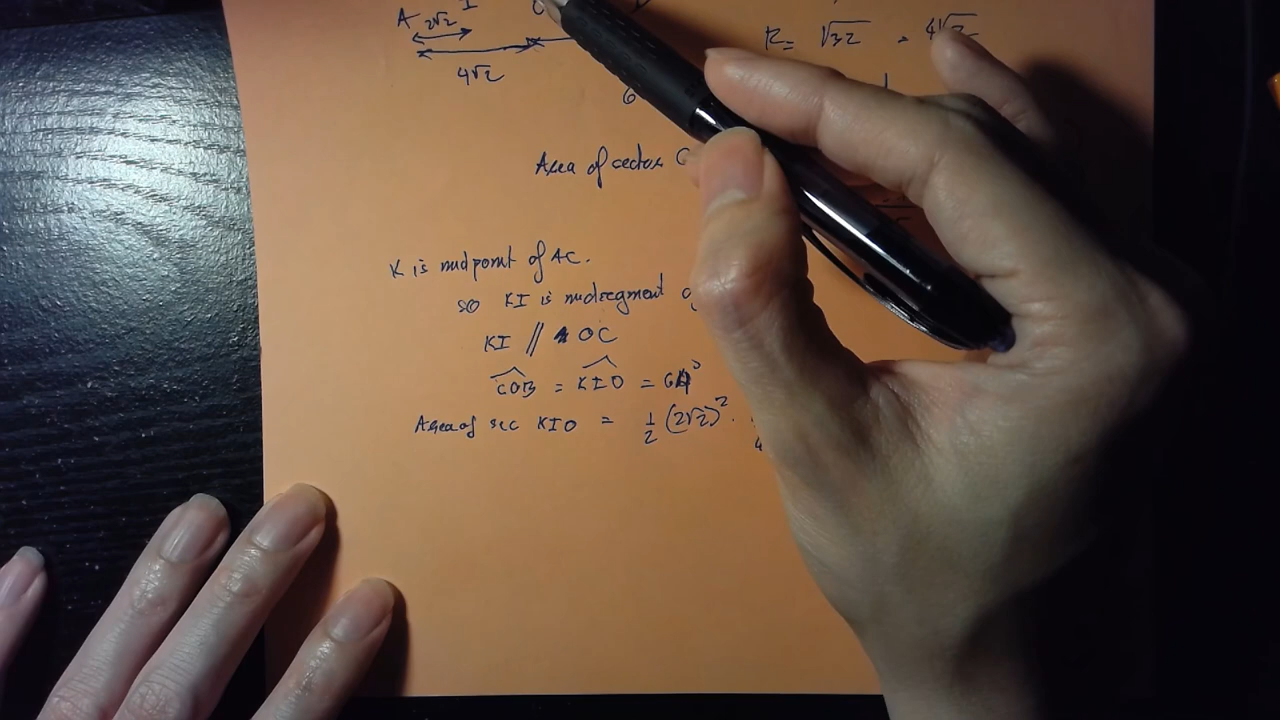 A 2√2 I
R = √32 = 4√2
4√2
6
Area of sector
K is midpoint of AC.
so KI is midsegment
KI // OC
COB = KIO =
Area of sec KIO = 1/2 (2√2)² .